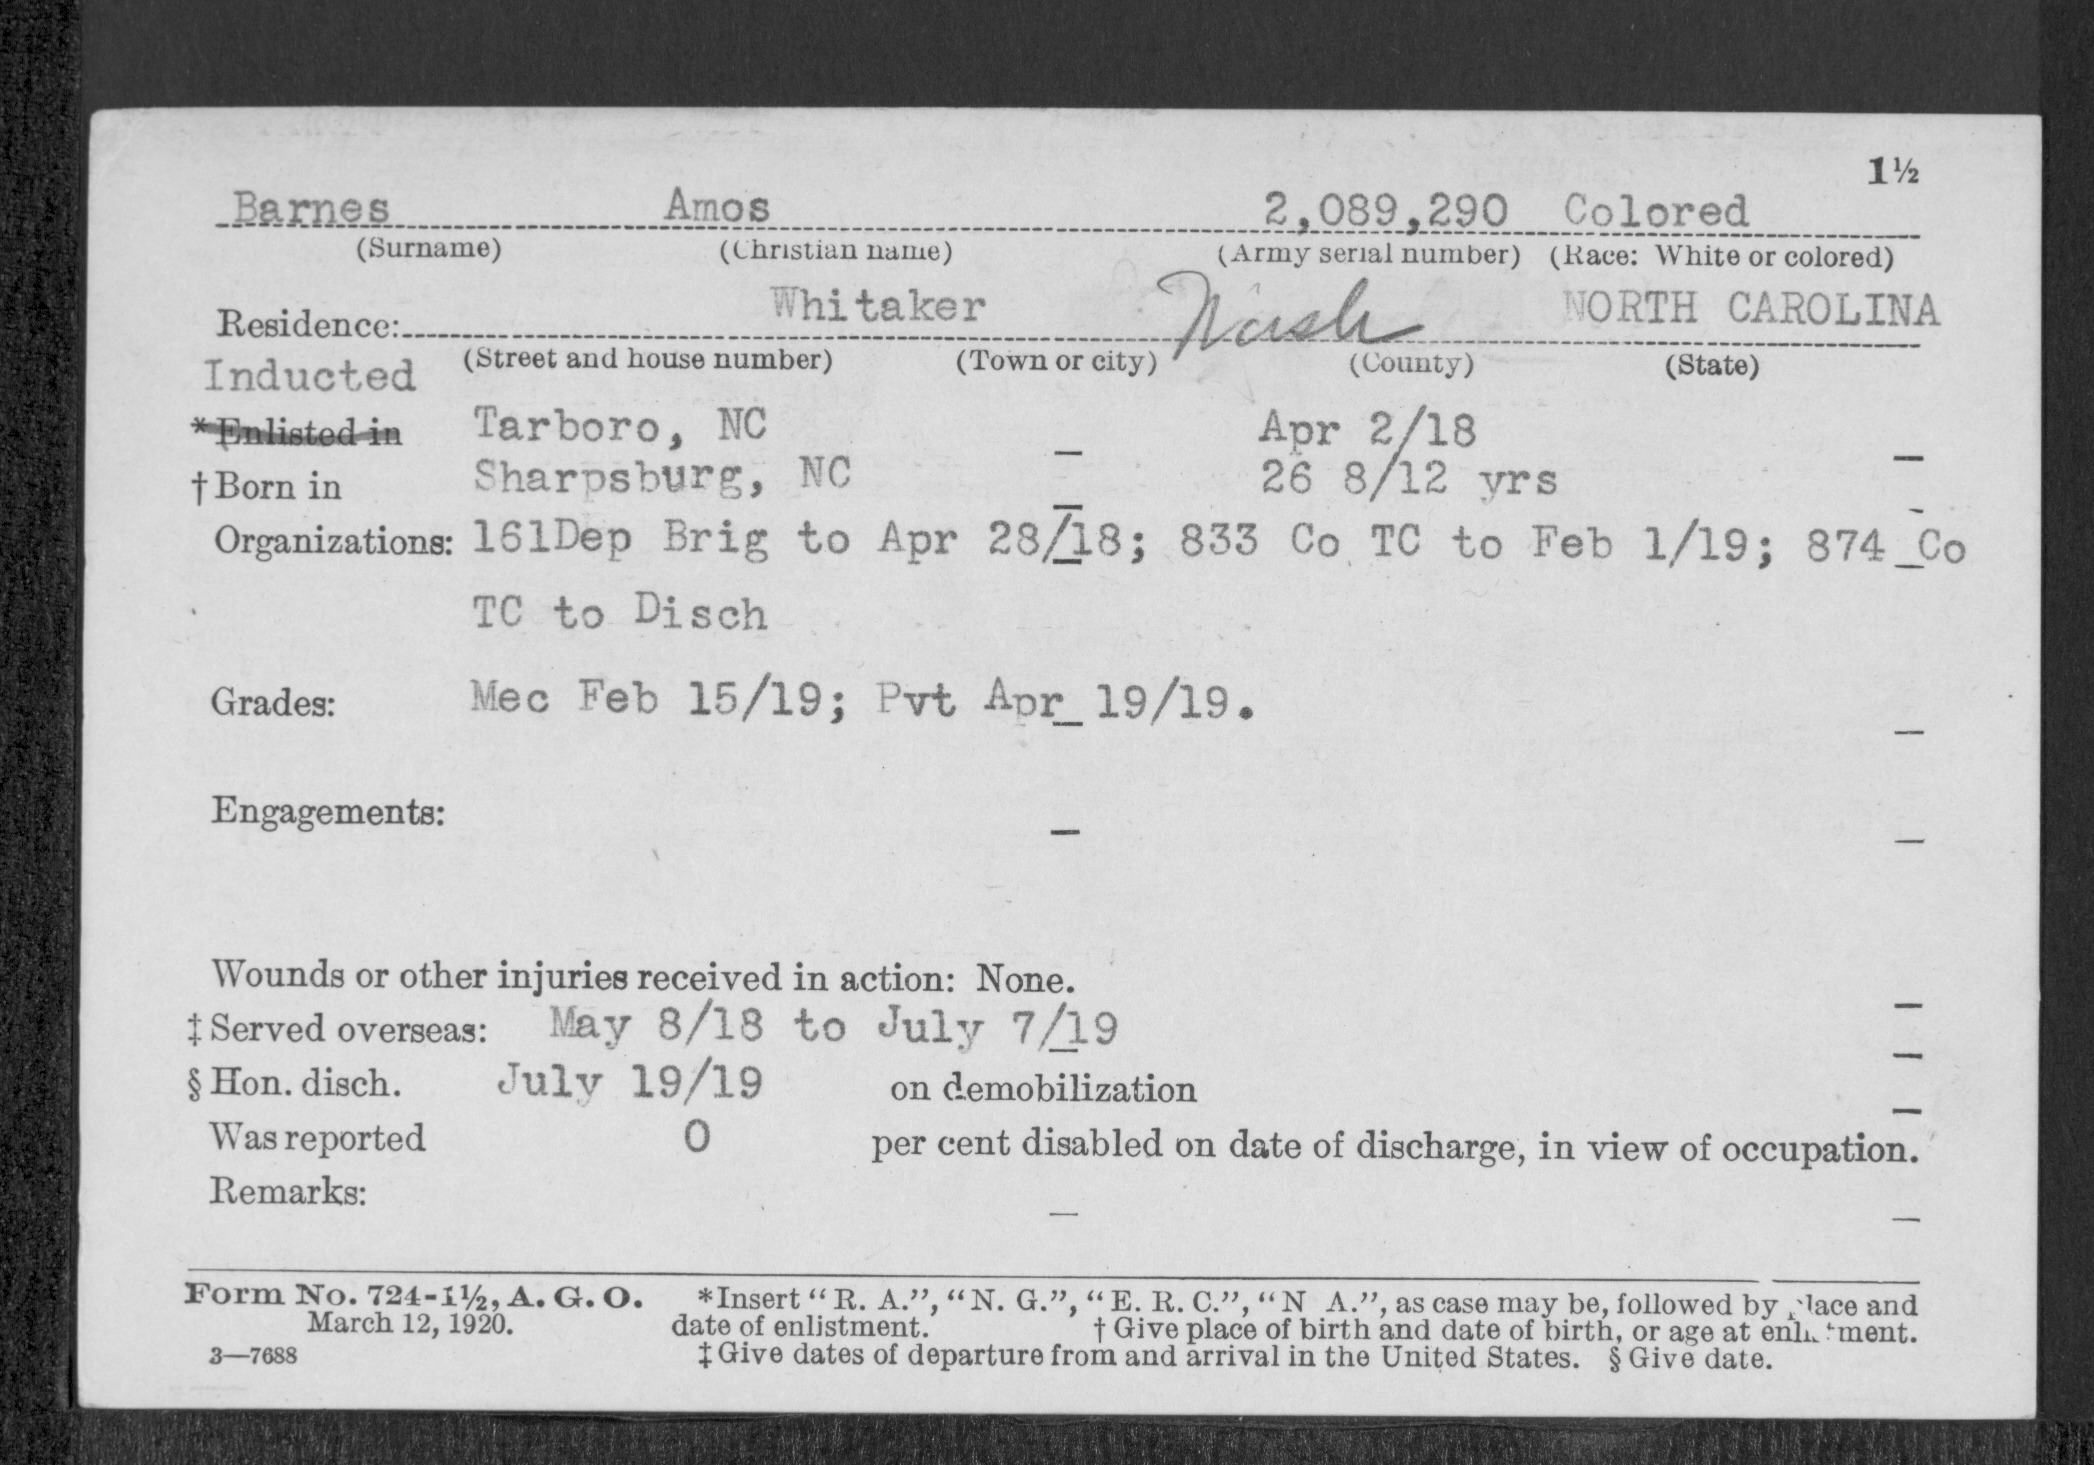 1½
Barnes Amos 2,089,290 Colored
(Surname) (Christian name) (Army serial number) (Race: White or colored)
Residence: Whitaker Nash NORTH CAROLINA
(Street and house number) (Town or city) (County) (State)
Inducted
*Enlisted in Tarboro, NC Apr 2/18
†Born in Sharpsburg, NC 26 8/12 yrs
Organizations: 161Dep Brig to Apr 28/18; 833 Co TC to Feb 1/19; 874 Co
TC to Disch
Grades: Mec Feb 15/19; Pvt Apr 19/19.
Engagements:
Wounds or other injuries received in action: None.
‡Served overseas: May 8/18 to July 7/19
§Hon. disch. July 19/19 on demobilization
Was reported 0 per cent disabled on date of discharge, in view of occupation.
Remarks:
Form No. 724-1½, A. G. O. *Insert "R. A.", "N. G.", "E. R. C.", "N A.", as case may be, followed by place and
March 12, 1920. date of enlistment. †Give place of birth and date of birth, or age at enlistment.
3—7688 ‡Give dates of departure from and arrival in the United States. §Give date.